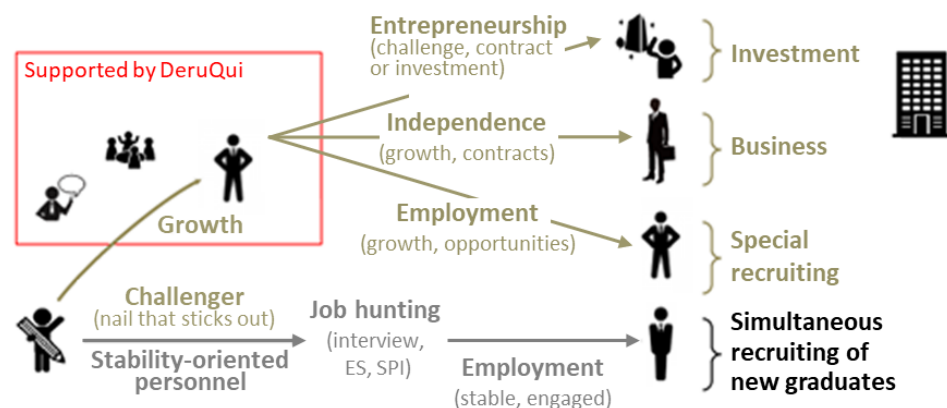 Supported by DeruQui
Growth
Entrepreneurship
(challenge, contract
or investment)
Investment
Independence
(growth, contracts)
Business
Employment
(growth, opportunities)
Special
recruiting
Challenger
(nail that sticks out)
Stability-oriented
personnel
Job hunting
(interview,
ES, SPI)
Employment
(stable, engaged)
Simultaneous
recruiting of
new graduates